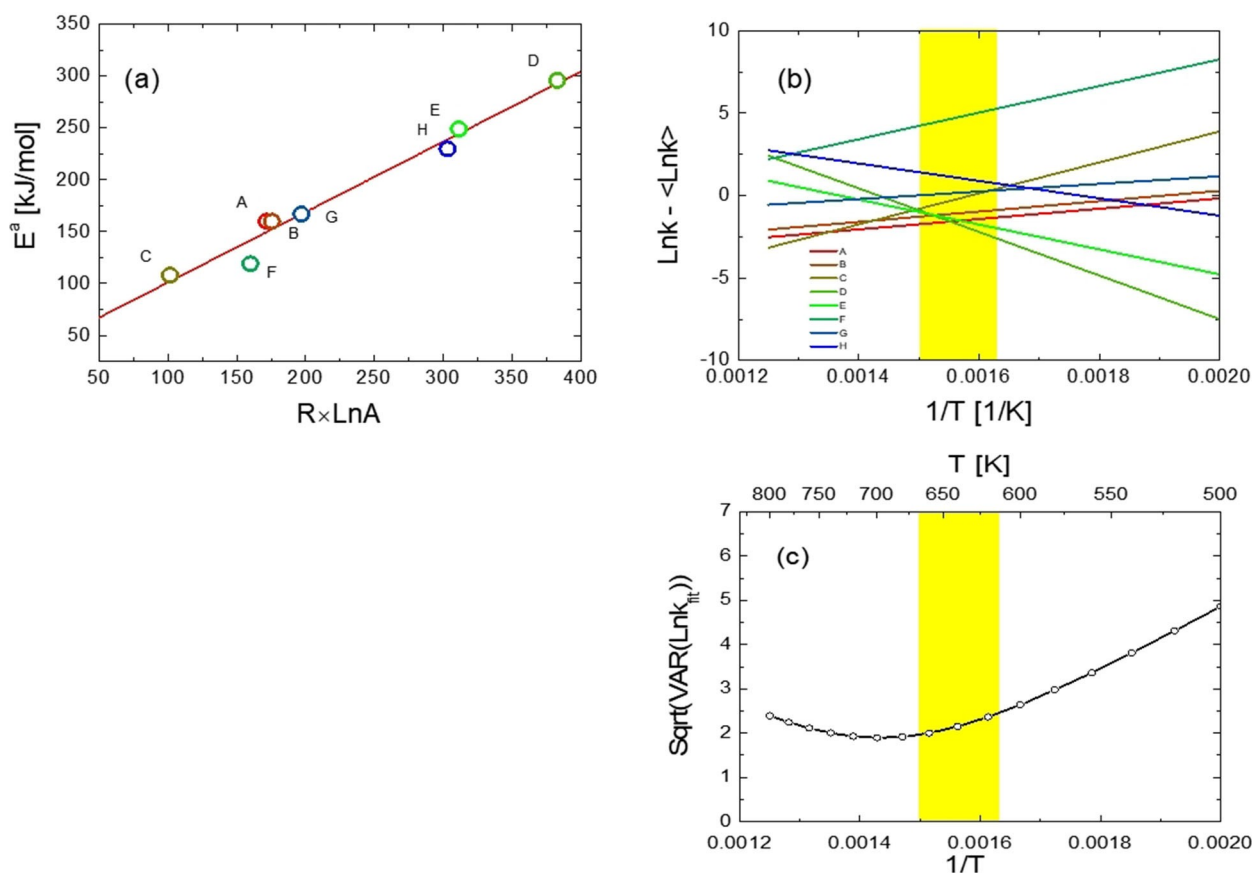 (a)
E^a [kJ/mol]
350
300
250
200
150
100
50
D
E
H
A
G
B
C
F
50 100 150 200 250 300 350 400
R×LnA
(b)
Lnk - <Lnk>
10
5
0
-5
-10
A
B
C
D
E
F
G
H
0.0012 0.0014 0.0016 0.0018 0.0020
1/T [1/K]
T [K]
800 750 700 650 600 550 500
(c)
Sqrt(VAR(Lnk_fit))
7
6
5
4
3
2
1
0
0.0012 0.0014 0.0016 0.0018 0.0020
1/T